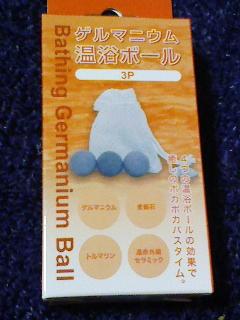 ゲルマニウム
温浴ボール
3P
Bathing Germanium Ball
4つの温浴ボールの効果で
癒しのポカポカバスタイム。
ゲルマニウム
麦飯石
トルマリン
遠赤外線
セラミック